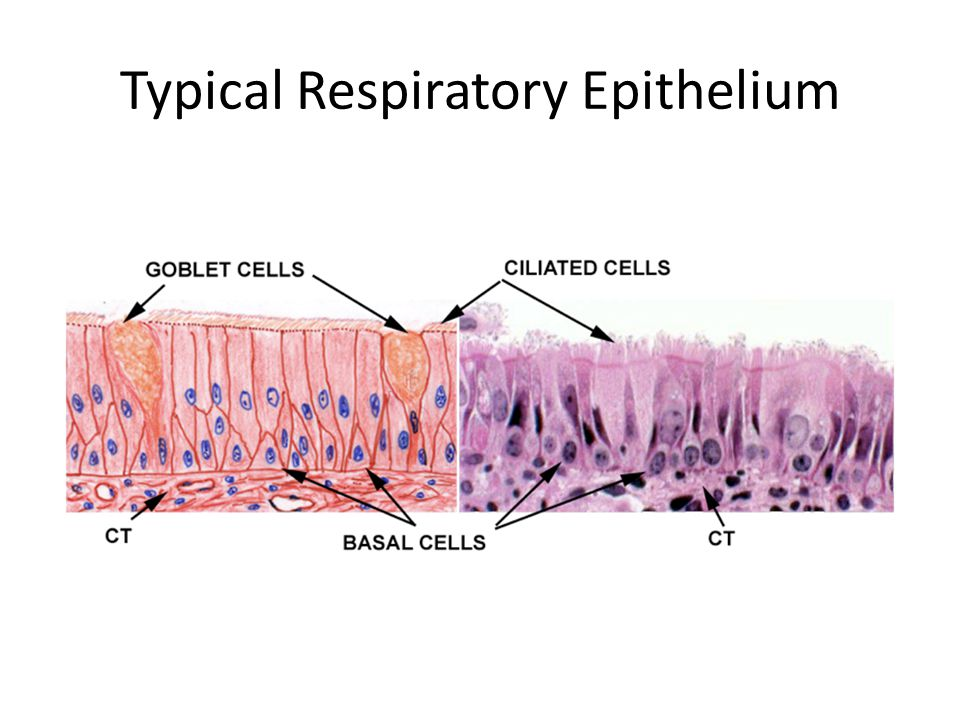 Typical Respiratory Epithelium
GOBLET CELLS
CILIATED CELLS
CT
BASAL CELLS
CT